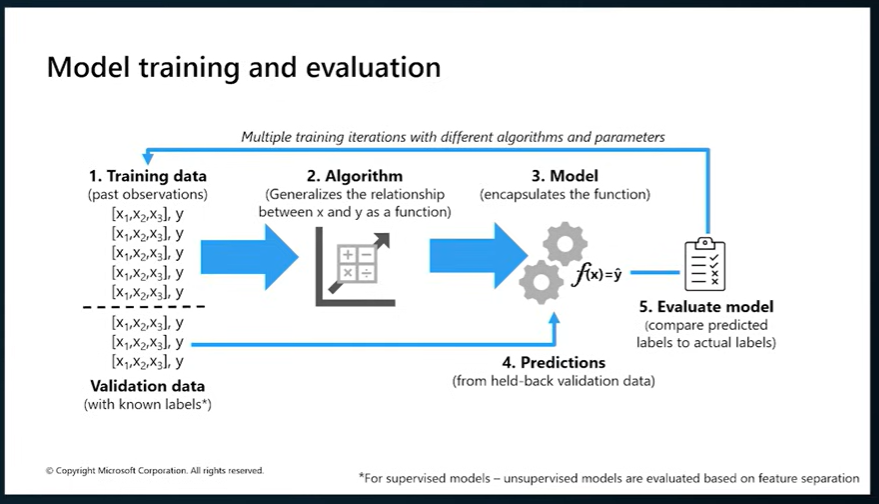 Model training and evaluation
Multiple training iterations with different algorithms and parameters
1. Training data
(past observations)
[x₁,x₂,x₃], y
[x₁,x₂,x₃], y
[x₁,x₂,x₃], y
[x₁,x₂,x₃], y
[x₁,x₂,x₃], y
[x₁,x₂,x₃], y
[x₁,x₂,x₃], y
[x₁,x₂,x₃], y
Validation data
(with known labels*)
2. Algorithm
(Generalizes the relationship
between x and y as a function)
3. Model
(encapsulates the function)
f(x)=ŷ
4. Predictions
(from held-back validation data)
5. Evaluate model
(compare predicted
labels to actual labels)
© Copyright Microsoft Corporation. All rights reserved.
*For supervised models – unsupervised models are evaluated based on feature separation